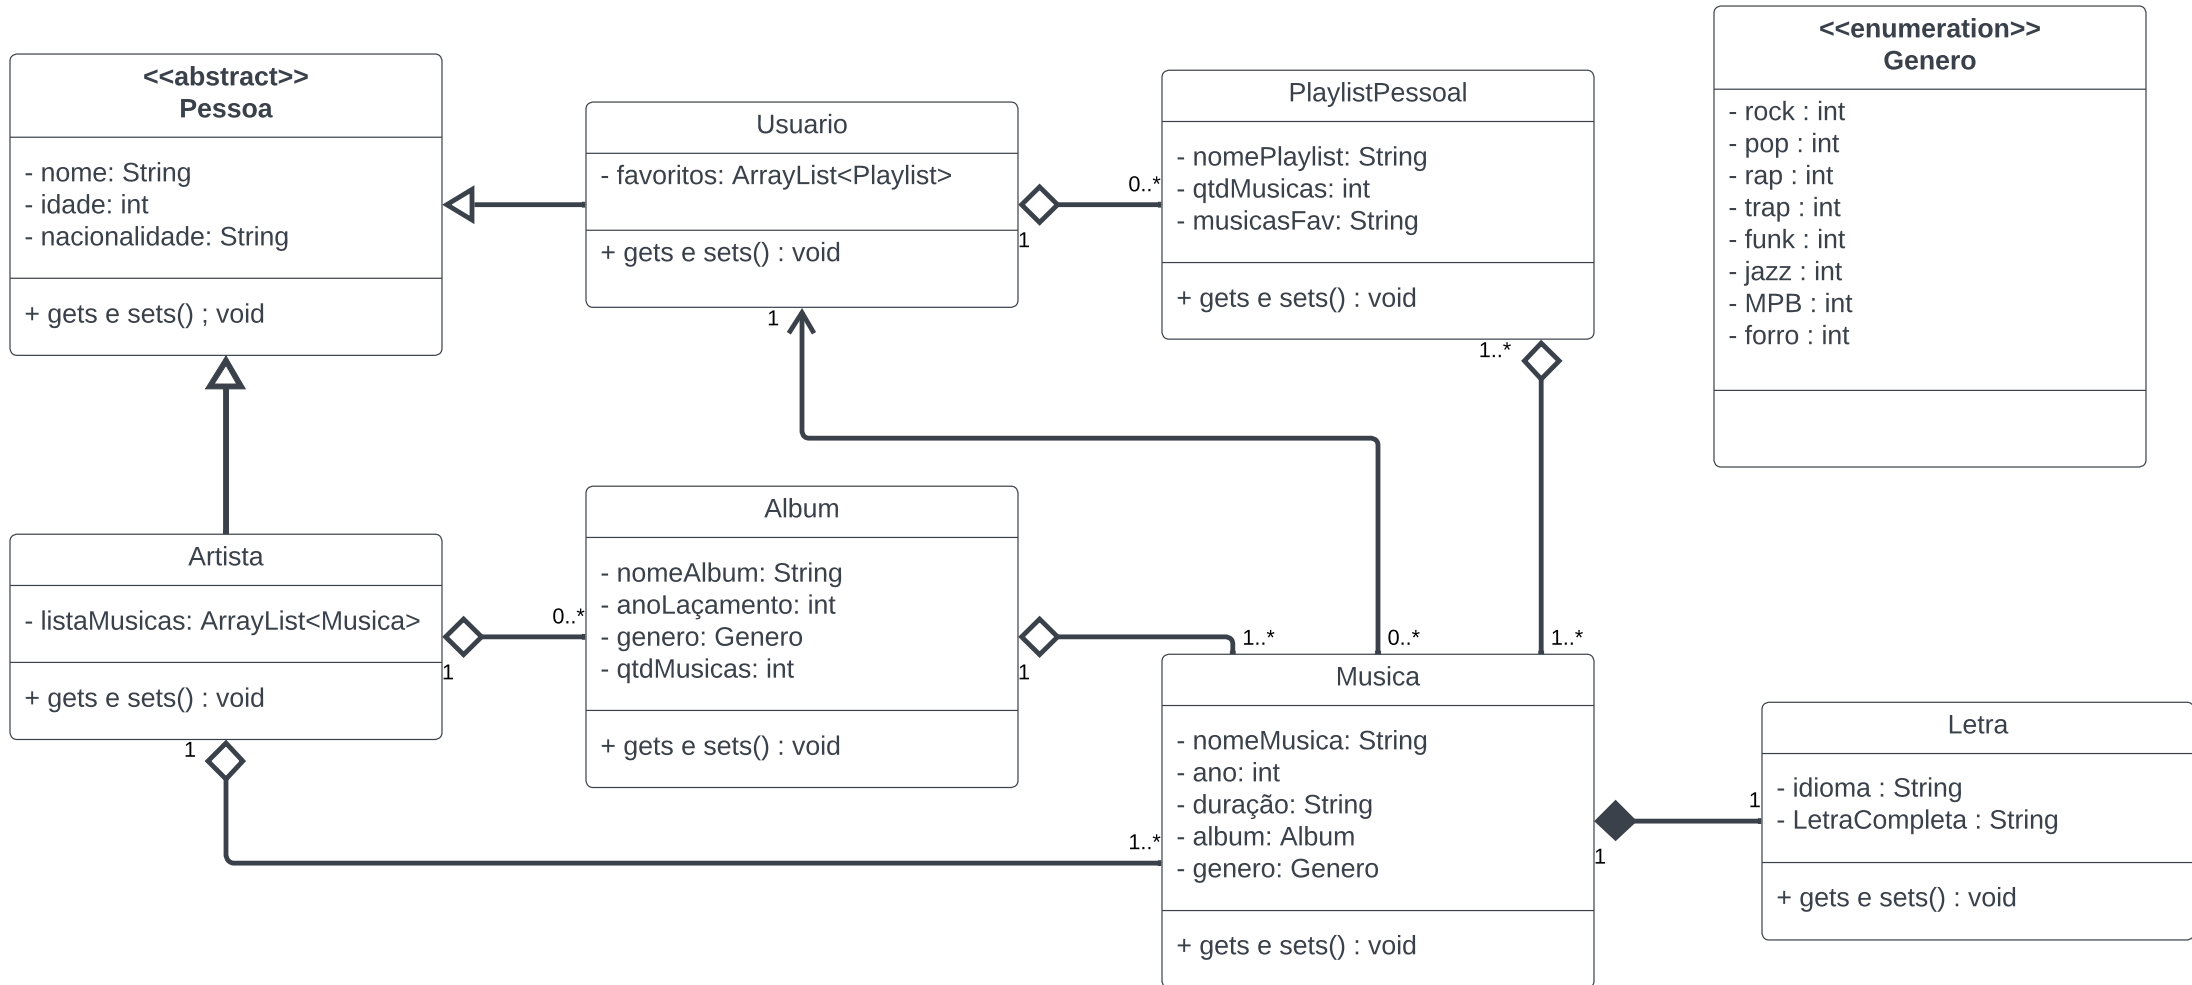 <<abstract>>
Pessoa
- nome: String
- idade: int
- nacionalidade: String
+ gets e sets() ; void
Usuario
- favoritos: ArrayList<Playlist>
+ gets e sets() : void
1
1
0..*
PlaylistPessoal
- nomePlaylist: String
- qtdMusicas: int
- musicasFav: String
+ gets e sets() : void
1..*
<<enumeration>>
Genero
- rock : int
- pop : int
- rap : int
- trap : int
- funk : int
- jazz : int
- MPB : int
- forro : int
Artista
- listaMusicas: ArrayList<Musica>
+ gets e sets() : void
0..*
1
1
Album
- nomeAlbum: String
- anoLaçamento: int
- genero: Genero
- qtdMusicas: int
+ gets e sets() : void
1
1..*
0..*
1..*
1..*
Musica
- nomeMusica: String
- ano: int
- duração: String
- album: Album
- genero: Genero
+ gets e sets() : void
1
1
Letra
- idioma : String
- LetraCompleta : String
+ gets e sets() : void